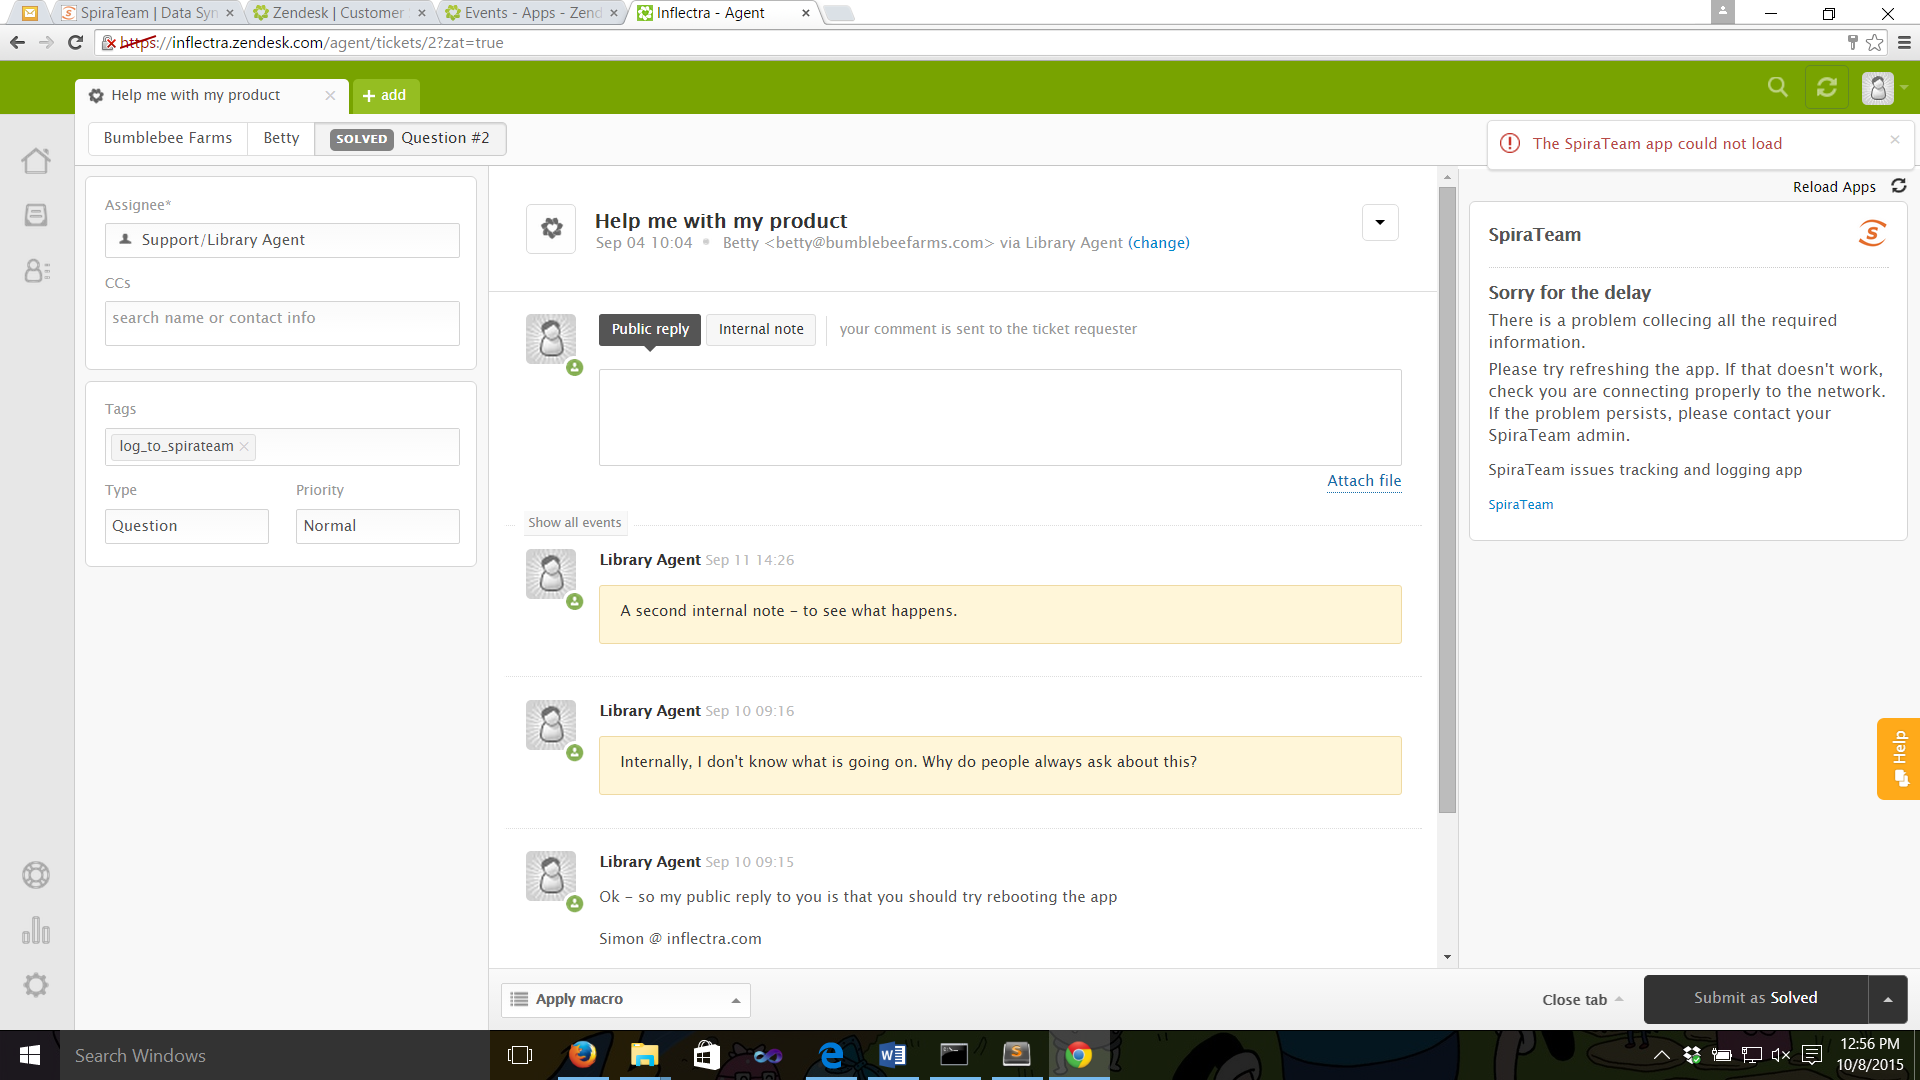 SpiraTeam | Data Syn
Zendesk | Customer
Events - Apps - Zend
Inflectra - Agent
https://inflectra.zendesk.com/agent/tickets/2?zat=true
Help me with my product
+ add
Bumblebee Farms
Betty
SOLVED Question #2
The SpiraTeam app could not load
Reload Apps
Assignee*
Support/Library Agent
CCs
search name or contact info
Tags
log_to_spirateam
Type
Priority
Question
Normal
Help me with my product
Sep 04 10:04 • Betty <betty@bumblebeefarms.com> via Library Agent (change)
Public reply
Internal note
your comment is sent to the ticket requester
Attach file
Show all events
Library Agent Sep 11 14:26
A second internal note - to see what happens.
Library Agent Sep 10 09:16
Internally, I don't know what is going on. Why do people always ask about this?
Library Agent Sep 10 09:15
Ok - so my public reply to you is that you should try rebooting the app
Simon @ inflectra.com
SpiraTeam
Sorry for the delay
There is a problem collecing all the required
information.
Please try refreshing the app. If that doesn't work,
check you are connecting properly to the network.
If the problem persists, please contact your
SpiraTeam admin.
SpiraTeam issues tracking and logging app
SpiraTeam
Help
Apply macro
Close tab
Submit as Solved
Search Windows
12:56 PM
10/8/2015